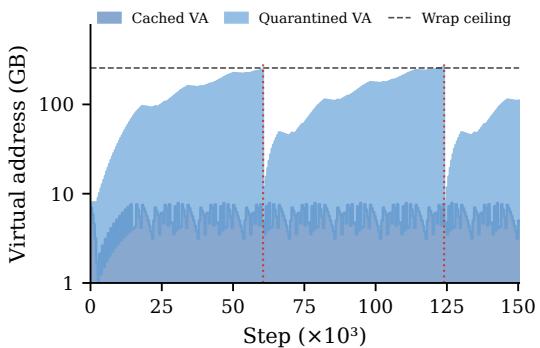 Cached VA Quarantined VA Wrap ceiling
Virtual address (GB)
100
10
1
0 25 50 75 100 125 150
Step (×10³)